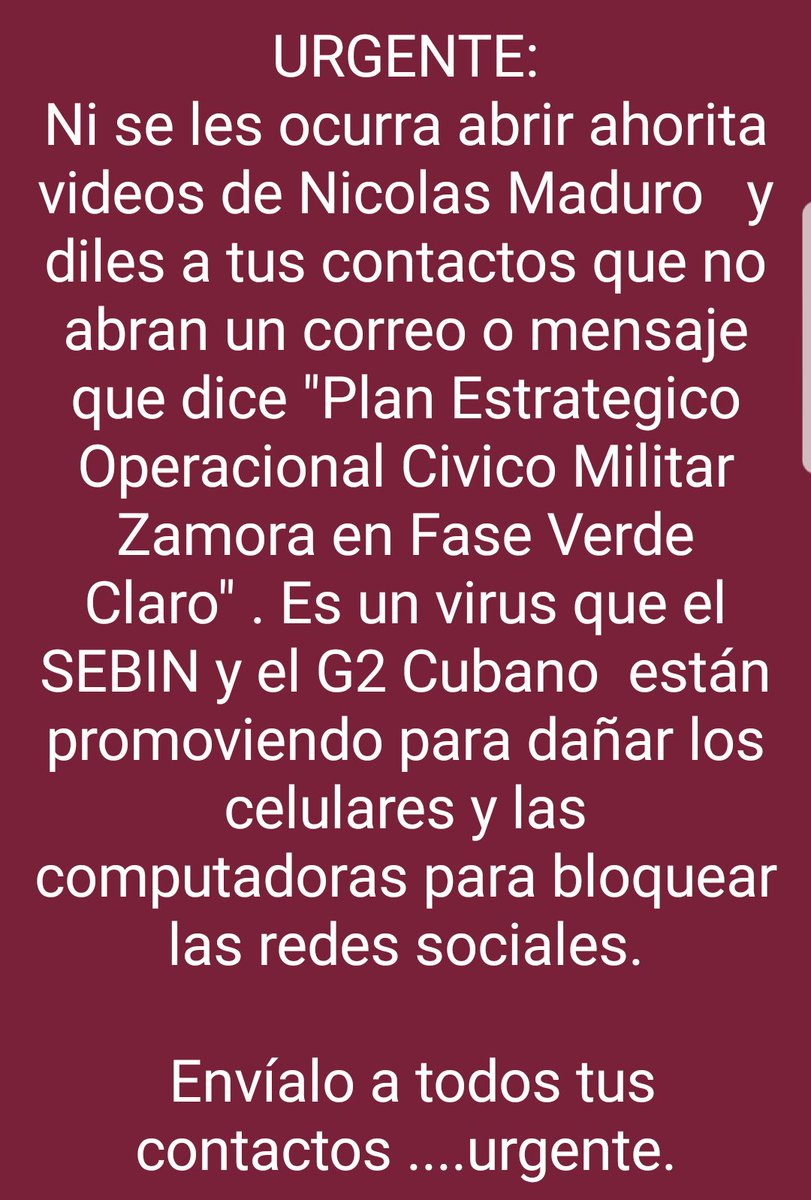 URGENTE:
Ni se les ocurra abrir ahorita
videos de Nicolas Maduro   y
diles a tus contactos que no
abran un correo o mensaje
que dice "Plan Estrategico
Operacional Civico Militar
Zamora en Fase Verde
Claro" . Es un virus que el
SEBIN y el G2 Cubano  están
promoviendo para dañar los
celulares y las
computadoras para bloquear
las redes sociales.
Envíalo a todos tus
contactos ....urgente.